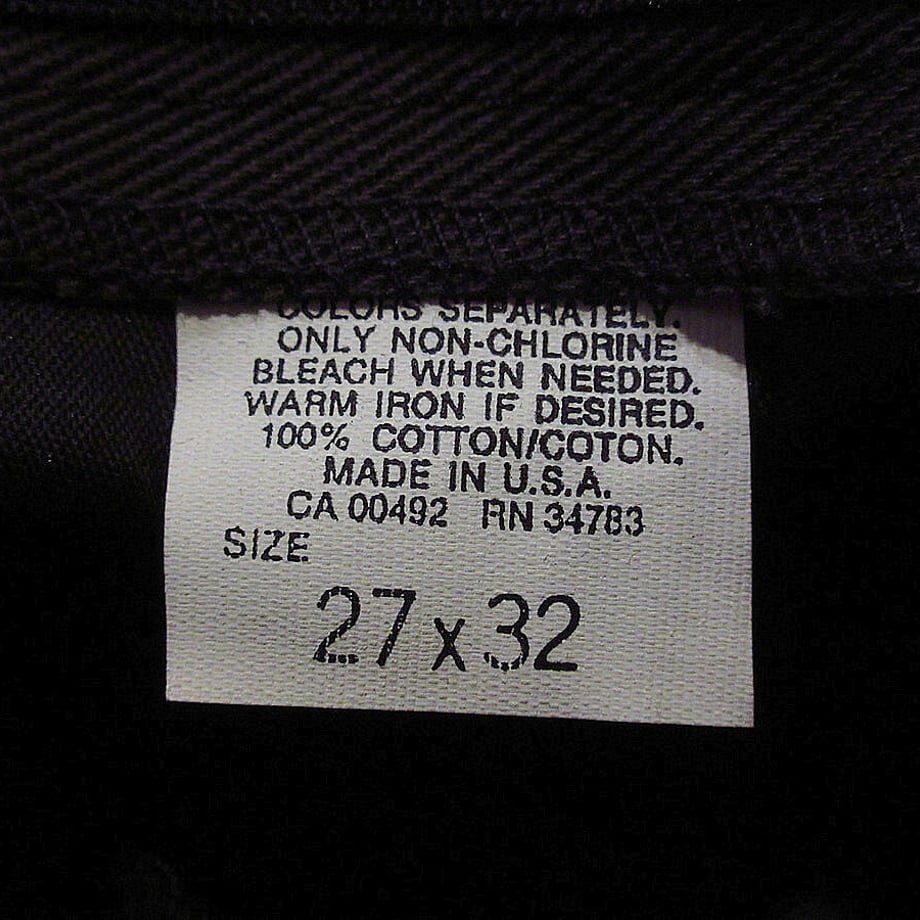 COLORS SEPARATELY.
ONLY NON-CHLORINE
BLEACH WHEN NEEDED.
WARM IRON IF DESIRED.
100% COTTON/COTON.
MADE IN U.S.A.
CA 00492 RN 34783
SIZE
27 x 32